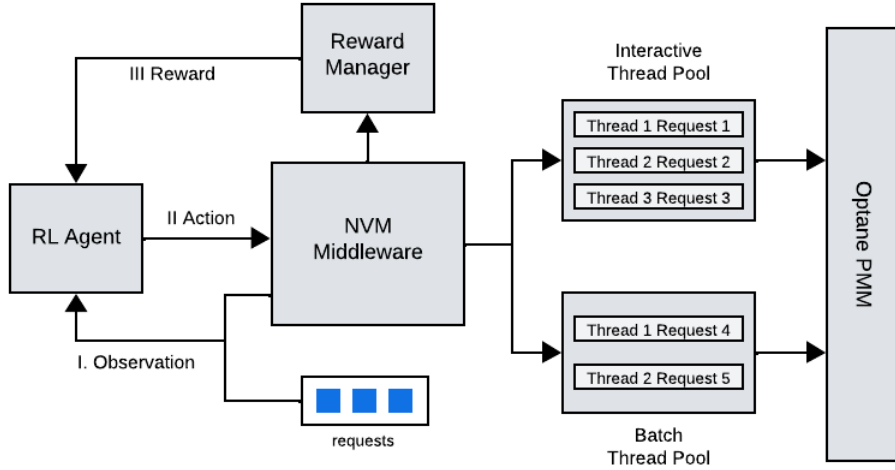 Reward
Manager
III Reward
RL Agent
II Action
NVM
Middleware
I. Observation
requests
Interactive
Thread Pool
Thread 1 Request 1
Thread 2 Request 2
Thread 3 Request 3
Thread 1 Request 4
Thread 2 Request 5
Batch
Thread Pool
Optane PMM